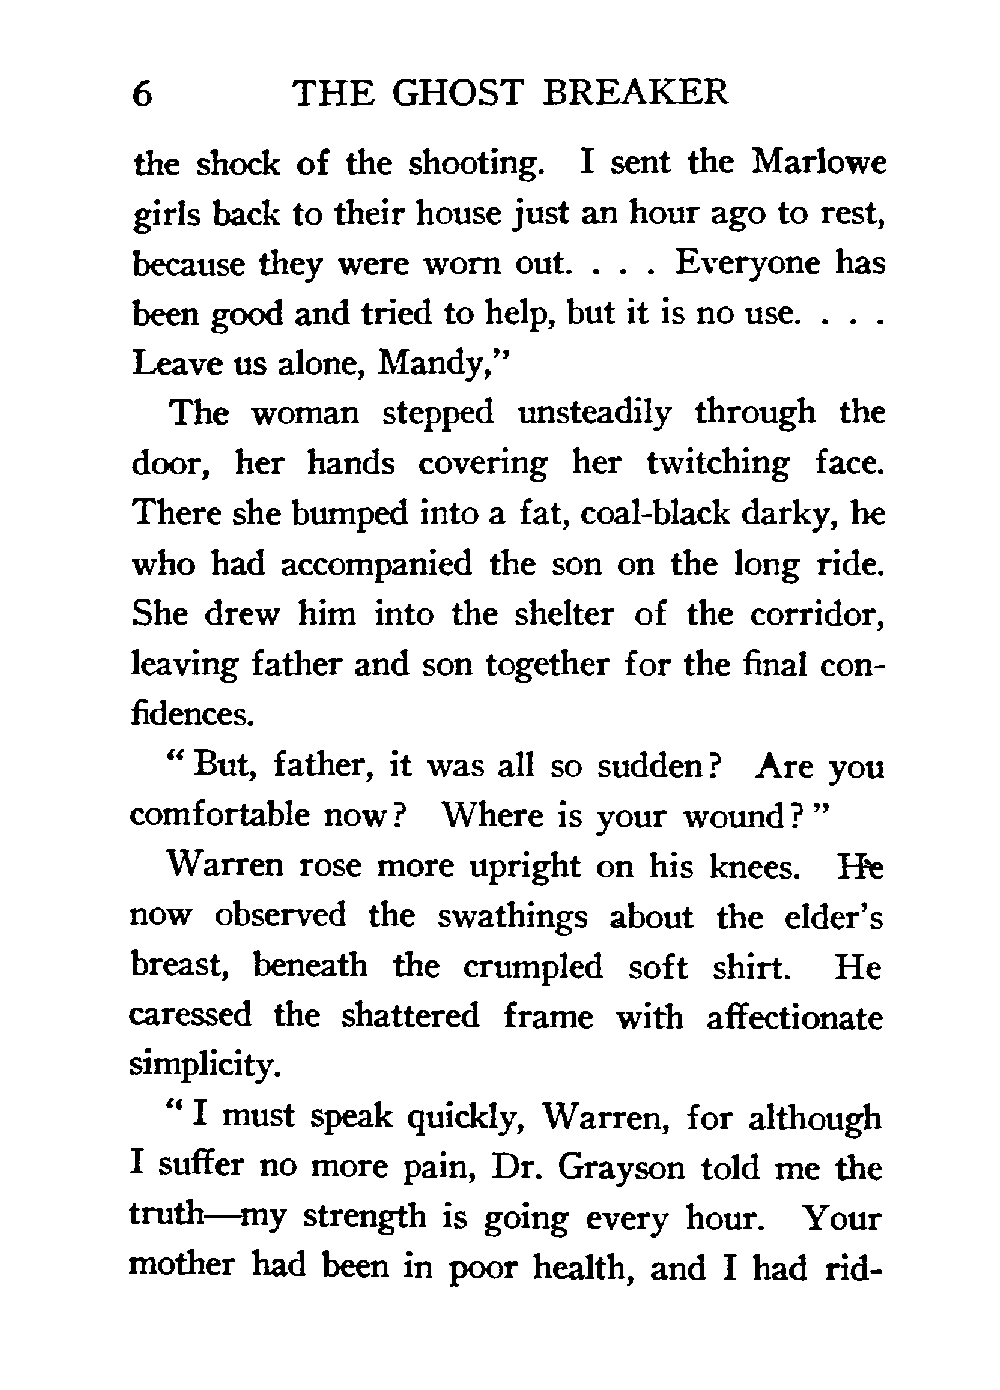 6 THE GHOST BREAKER
the shock of the shooting. I sent the Marlowe
girls back to their house just an hour ago to rest,
because they were worn out. . . . Everyone has
been good and tried to help, but it is no use. . . .
Leave us alone, Mandy,”
The woman stepped unsteadily through the
door, her hands covering her twitching face.
There she bumped into a fat, coal-black darky, he
who had accompanied the son on the long ride.
She drew him into the shelter of the corridor,
leaving father and son together for the final con-
fidences.
“ But, father, it was all so sudden? Are you
comfortable now? Where is your wound? ”
Warren rose more upright on his knees. He
now observed the swathings about the elder’s
breast, beneath the crumpled soft shirt. He
caressed the shattered frame with affectionate
simplicity.
“ I must speak quickly, Warren, for although
I suffer no more pain, Dr. Grayson told me the
truth—my strength is going every hour. Your
mother had been in poor health, and I had rid-